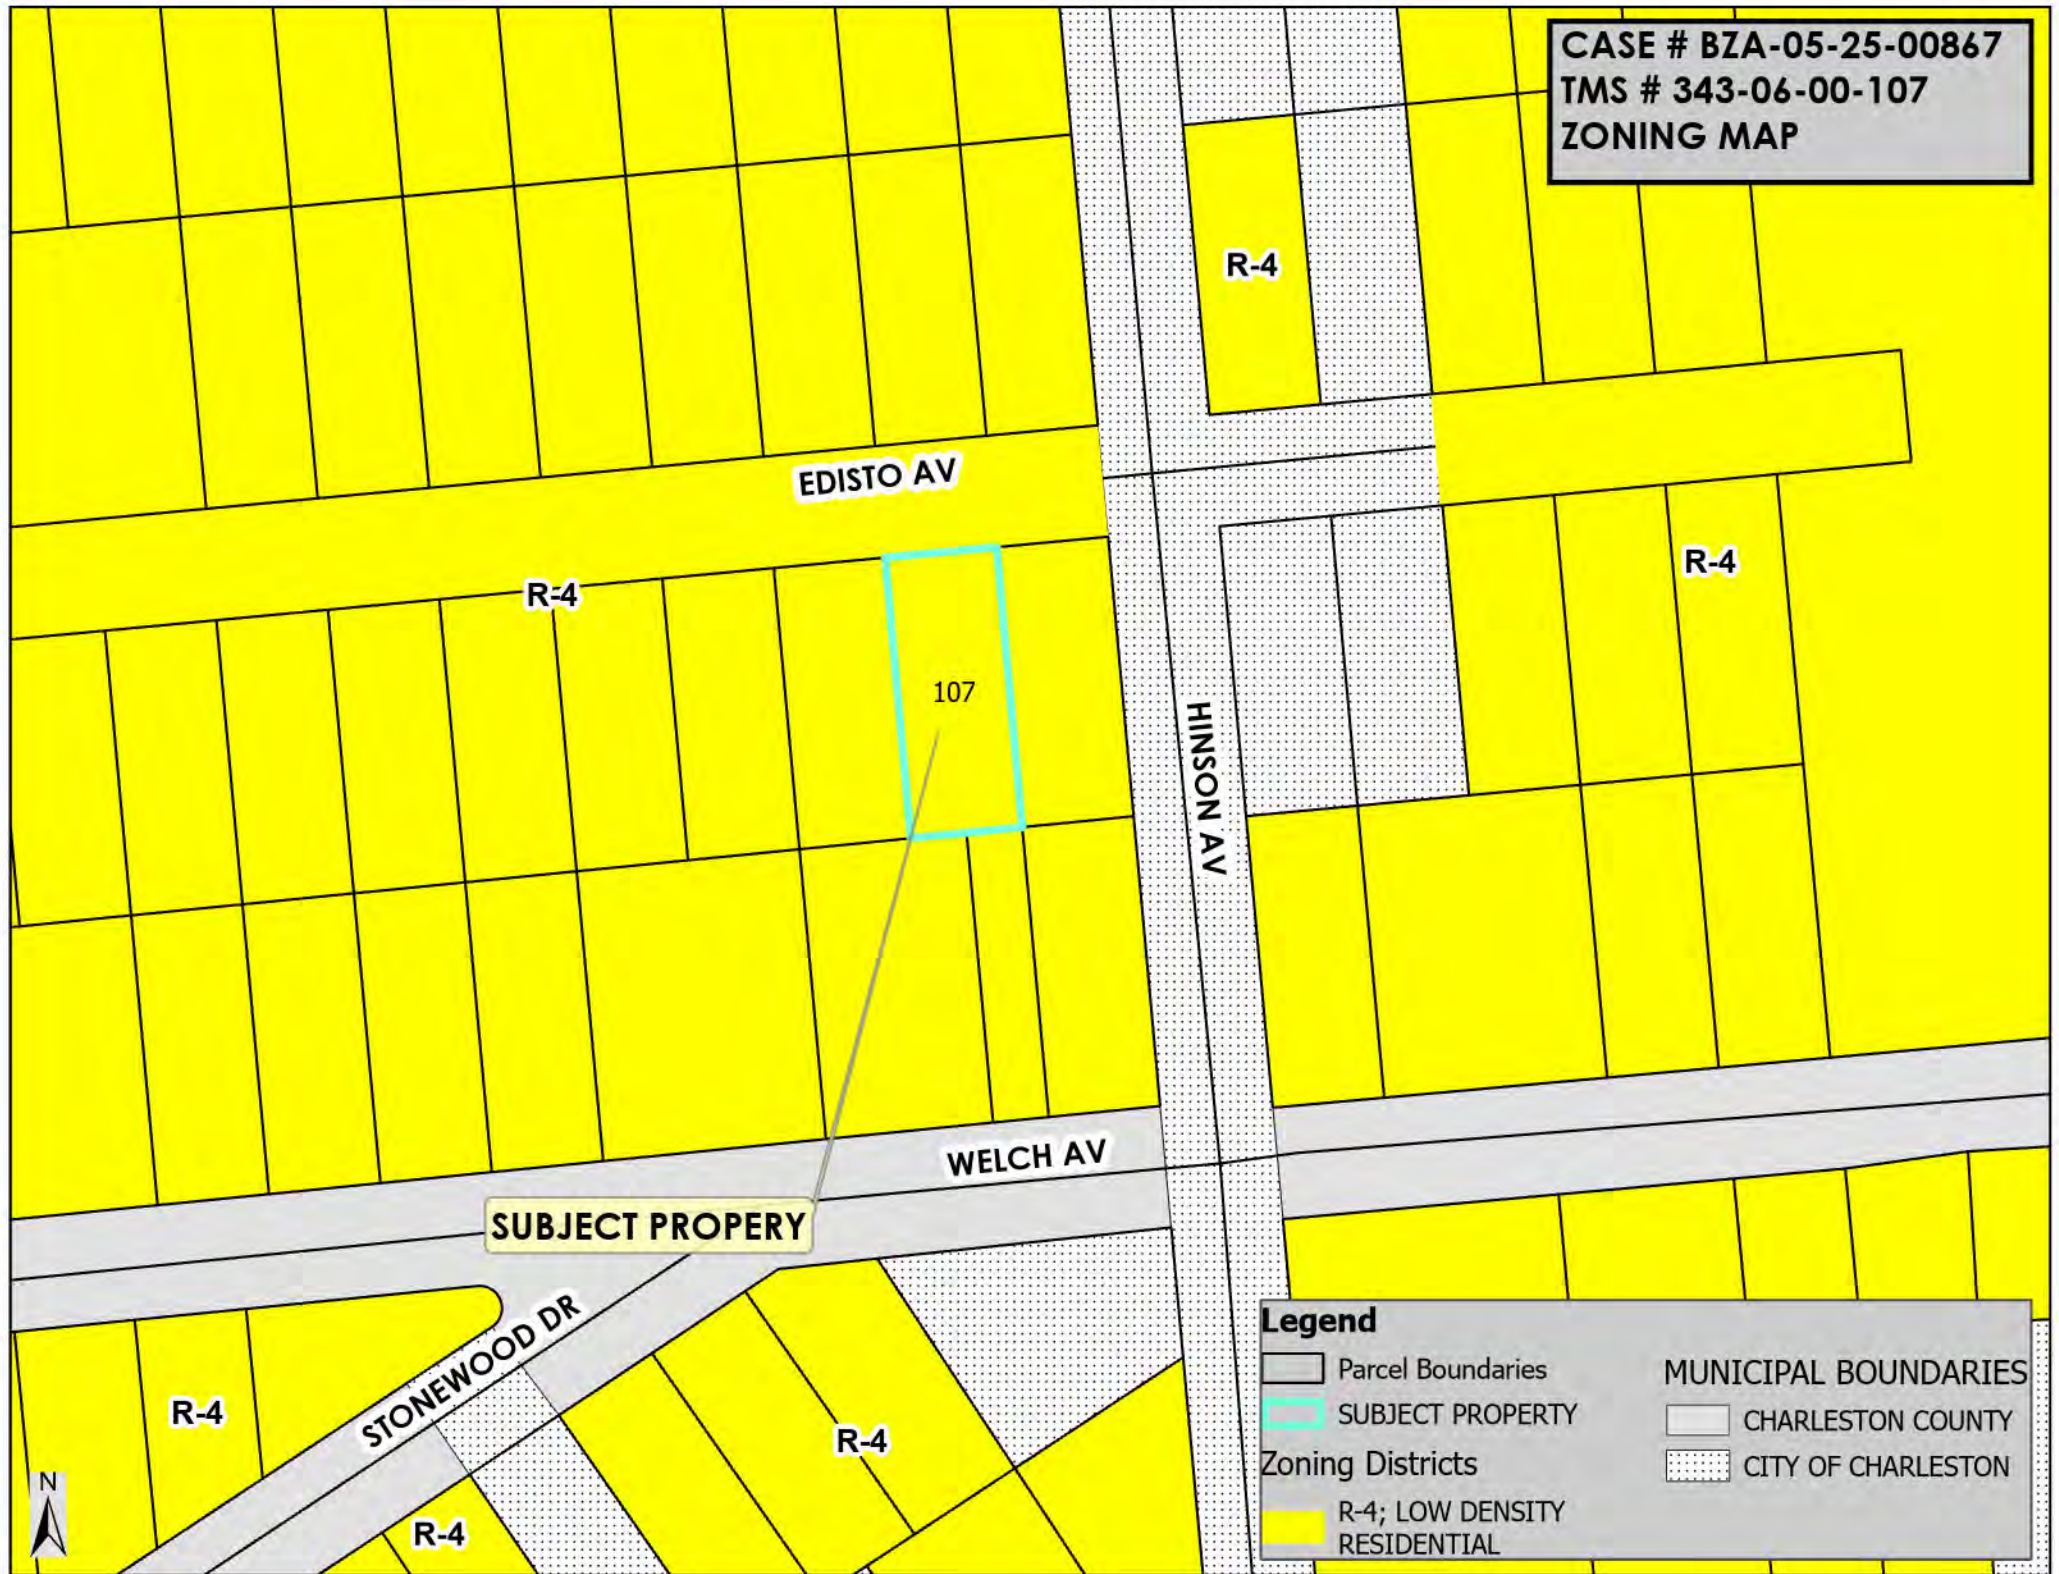 CASE # BZA-05-25-00867
TMS # 343-06-00-107
ZONING MAP
R-4
EDISTO AV
R-4
R-4
107
HINSON AV
WELCH AV
SUBJECT PROPERY
STONEWOOD DR
R-4
R-4
R-4
N
Legend
Parcel Boundaries
SUBJECT PROPERTY
Zoning Districts
R-4; LOW DENSITY
RESIDENTIAL
MUNICIPAL BOUNDARIES
CHARLESTON COUNTY
CITY OF CHARLESTON